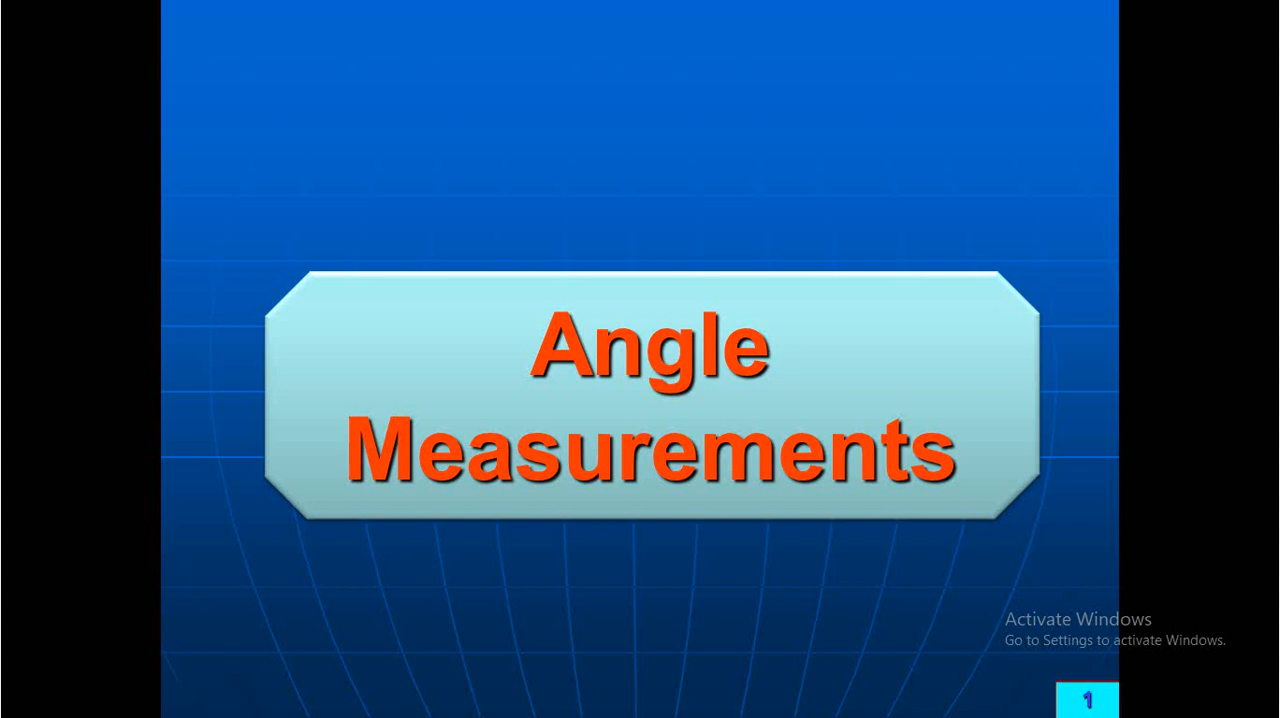 Angle
Measurements
Activate Windows
Go to Settings to activate Windows.
1